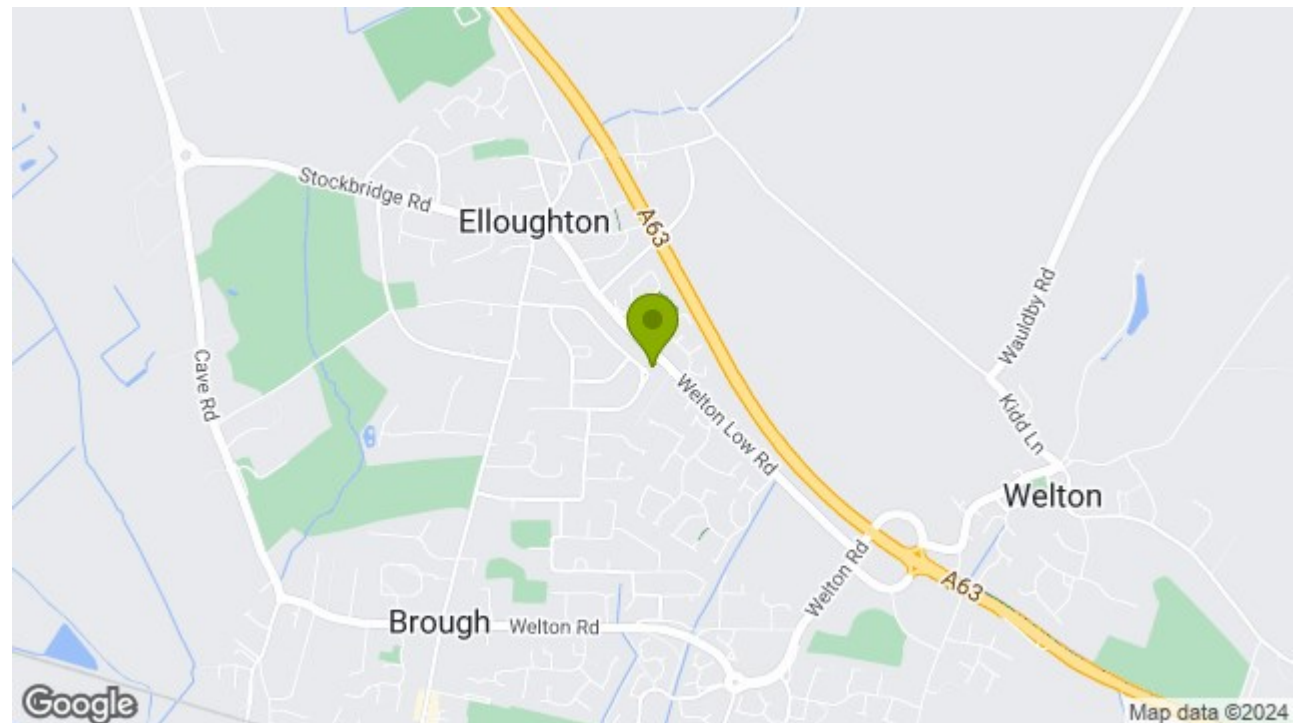 Stockbridge Rd
Elloughton
A63
Wauldby Rd
Cave Rd
Welton Low Rd
Kidd Ln
Welton
Welton Rd
A63
Brough
Welton Rd
Google
Map data ©2024